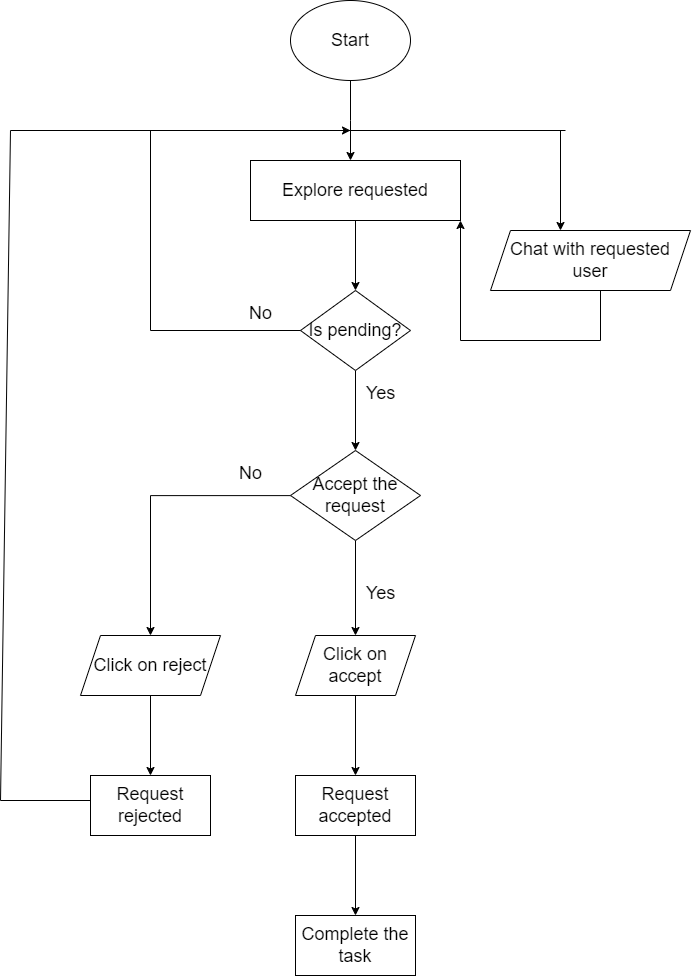 Start
Explore requested
Chat with requested
user
No
Is pending?
Yes
No
Accept the
request
Yes
Click on reject
Click on
accept
Request
rejected
Request
accepted
Complete the
task